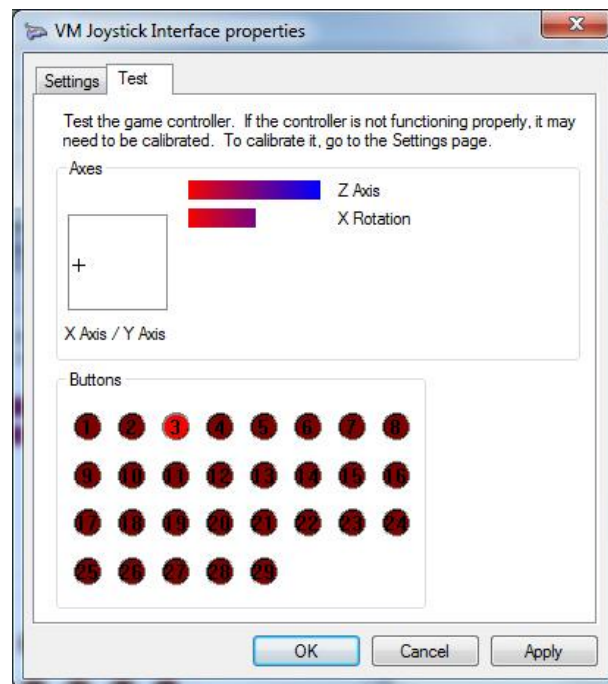 VM Joystick Interface properties
Settings Test
Test the game controller. If the controller is not functioning properly, it may
need to be calibrated. To calibrate it, go to the Settings page.
Axes
Z Axis
X Rotation
X Axis / Y Axis
Buttons
1 2 3 4 5 6 7 8
9 10 11 12 13 14 15 16
17 18 19 20 21 22 23 24
25 26 27 28 29
OK Cancel Apply